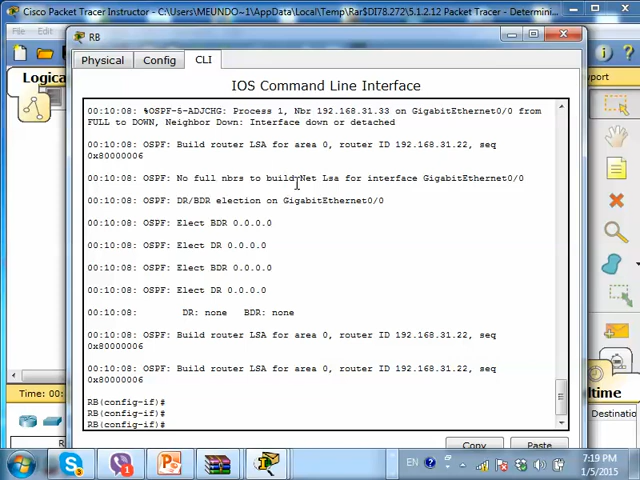 Cisco Packet Tracer Instructor - C:\Users\MEUNDO~1\AppData\Local\Temp\Rar$DI78.272\5.1.2.12 Packet Tracer - Determini...
File Edit
RB
Physical Config CLI
Logica
port
IOS Command Line Interface
00:10:08: %OSPF-5-ADJCHG: Process 1, Nbr 192.168.31.33 on GigabitEthernet0/0 from
FULL to DOWN, Neighbor Down: Interface down or detached
00:10:08: OSPF: Build router LSA for area 0, router ID 192.168.31.22, seq
0x80000006
00:10:08: OSPF: No full nbrs to build Net Lsa for interface GigabitEthernet0/0
00:10:08: OSPF: DR/BDR election on GigabitEthernet0/0
00:10:08: OSPF: Elect BDR 0.0.0.0
00:10:08: OSPF: Elect DR 0.0.0.0
00:10:08: OSPF: Elect BDR 0.0.0.0
00:10:08: OSPF: Elect DR 0.0.0.0
00:10:08: DR: none BDR: none
00:10:08: OSPF: Build router LSA for area 0, router ID 192.168.31.22, seq
0x80000006
00:10:08: OSPF: Build router LSA for area 0, router ID 192.168.31.22, seq
0x80000006
RB(config-if)#
RB(config-if)#
RB(config-if)#
Time: 00:
altime
Destinatio
Copy Paste
EN
7:19 PM
1/5/2015